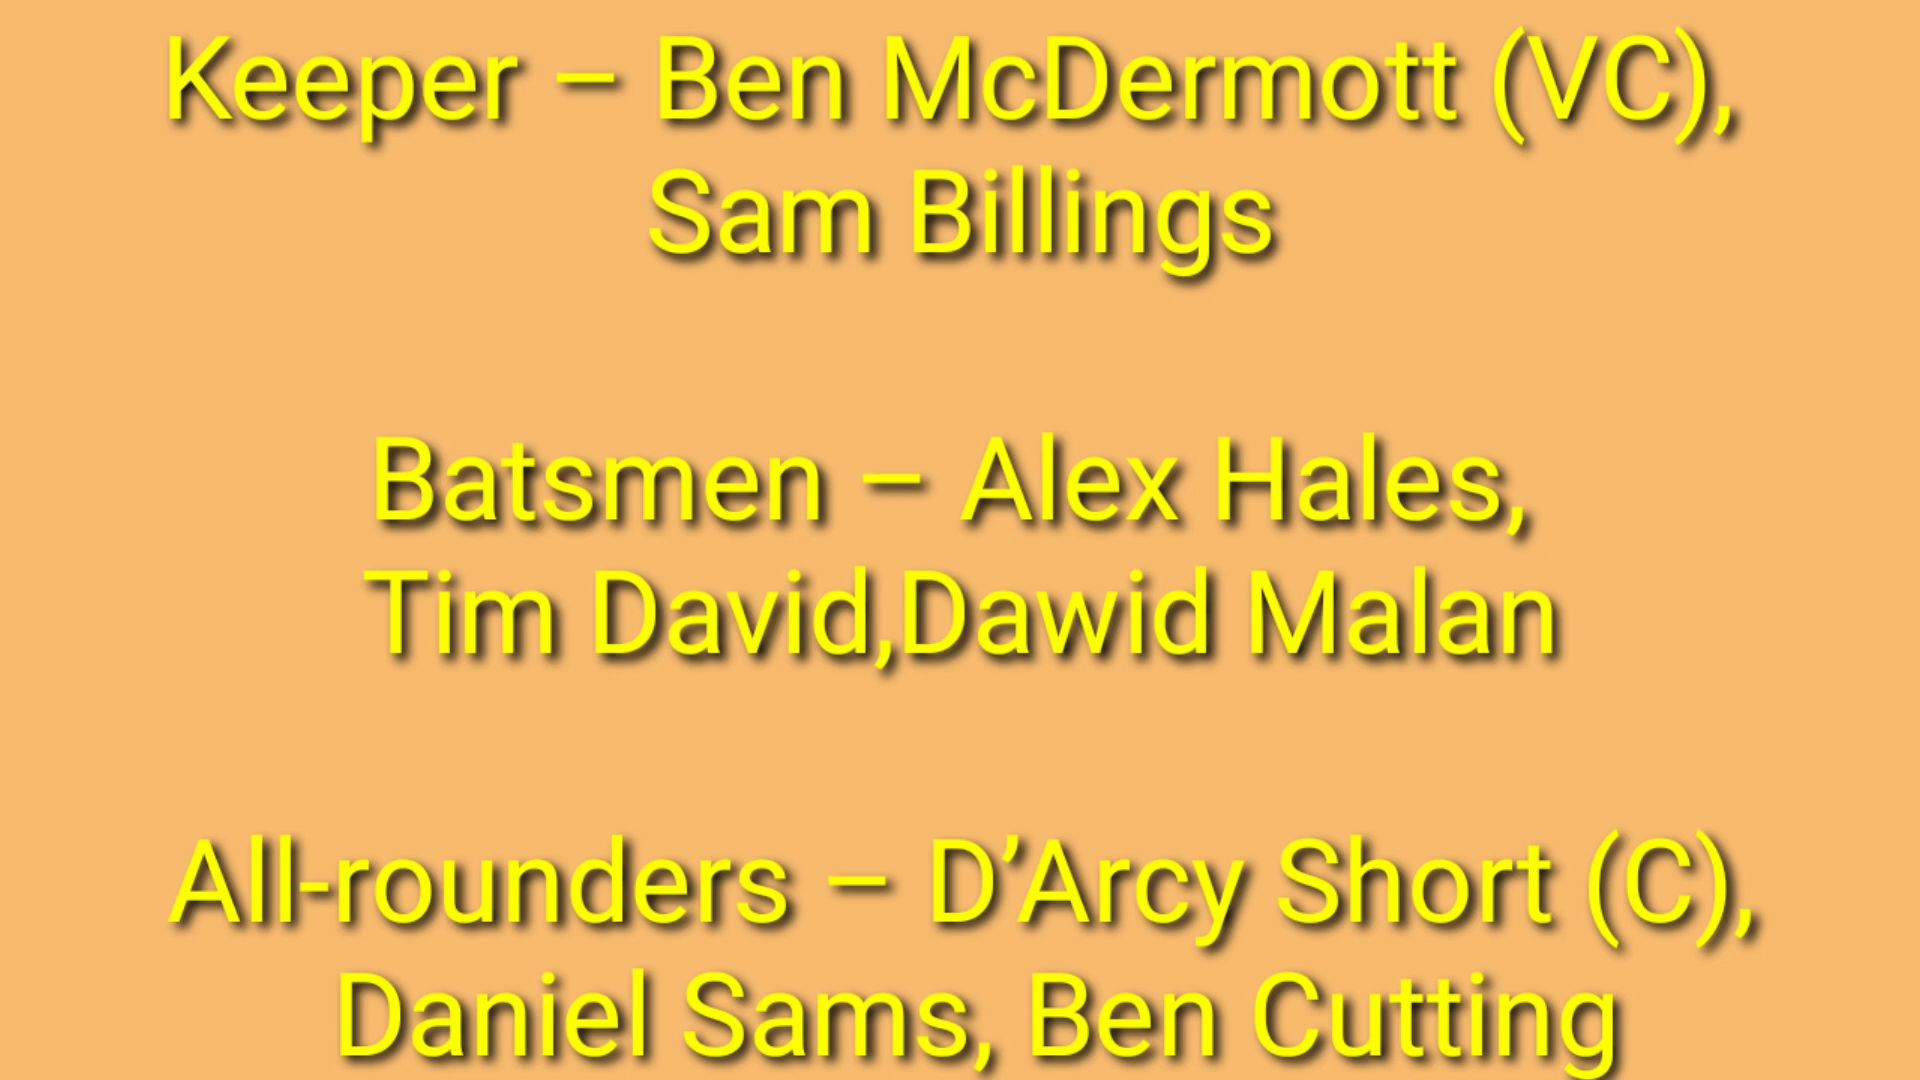 Keeper – Ben McDermott (VC),
Sam Billings
Batsmen – Alex Hales,
Tim David,Dawid Malan
All-rounders – D’Arcy Short (C),
Daniel Sams, Ben Cutting